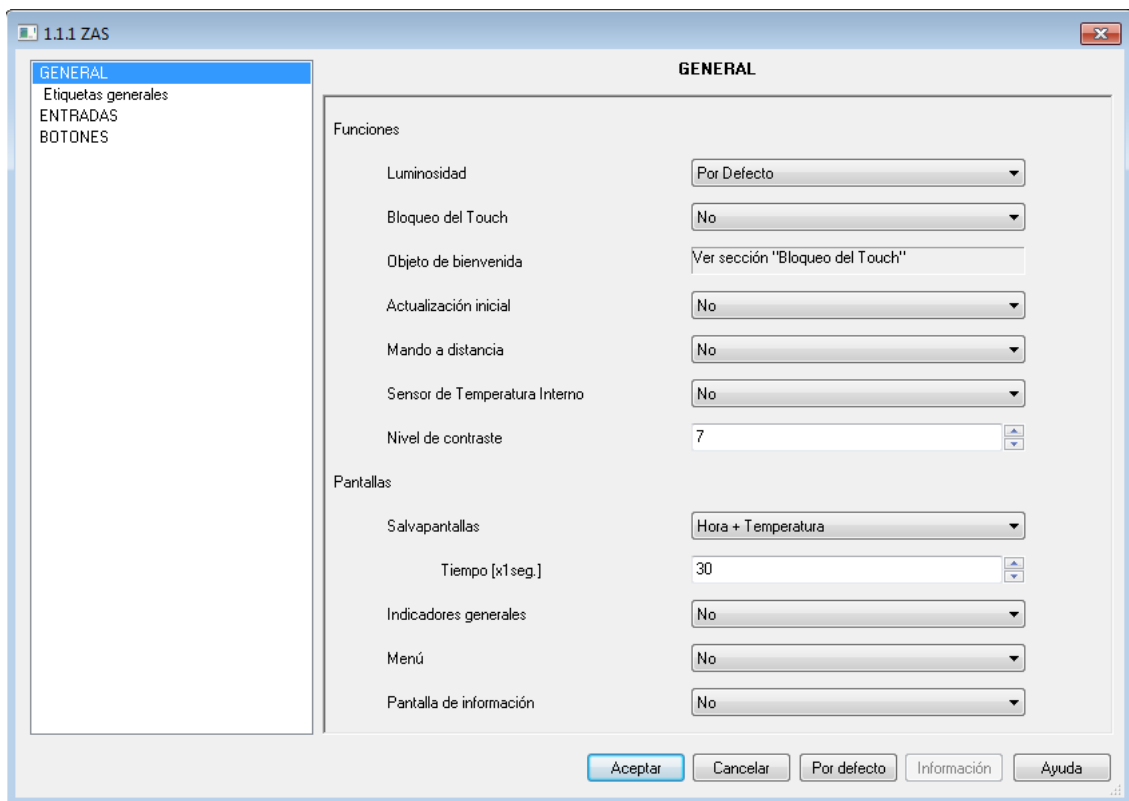 1.1.1 ZAS
GENERAL
Etiquetas generales
ENTRADAS
BOTONES
GENERAL
Funciones
Luminosidad Por Defecto
Bloqueo del Touch No
Objeto de bienvenida Ver sección "Bloqueo del Touch"
Actualización inicial No
Mando a distancia No
Sensor de Temperatura Interno No
Nivel de contraste 7
Pantallas
Salvapantallas Hora + Temperatura
Tiempo [x1seg.] 30
Indicadores generales No
Menú No
Pantalla de información No
Aceptar Cancelar Por defecto Información Ayuda